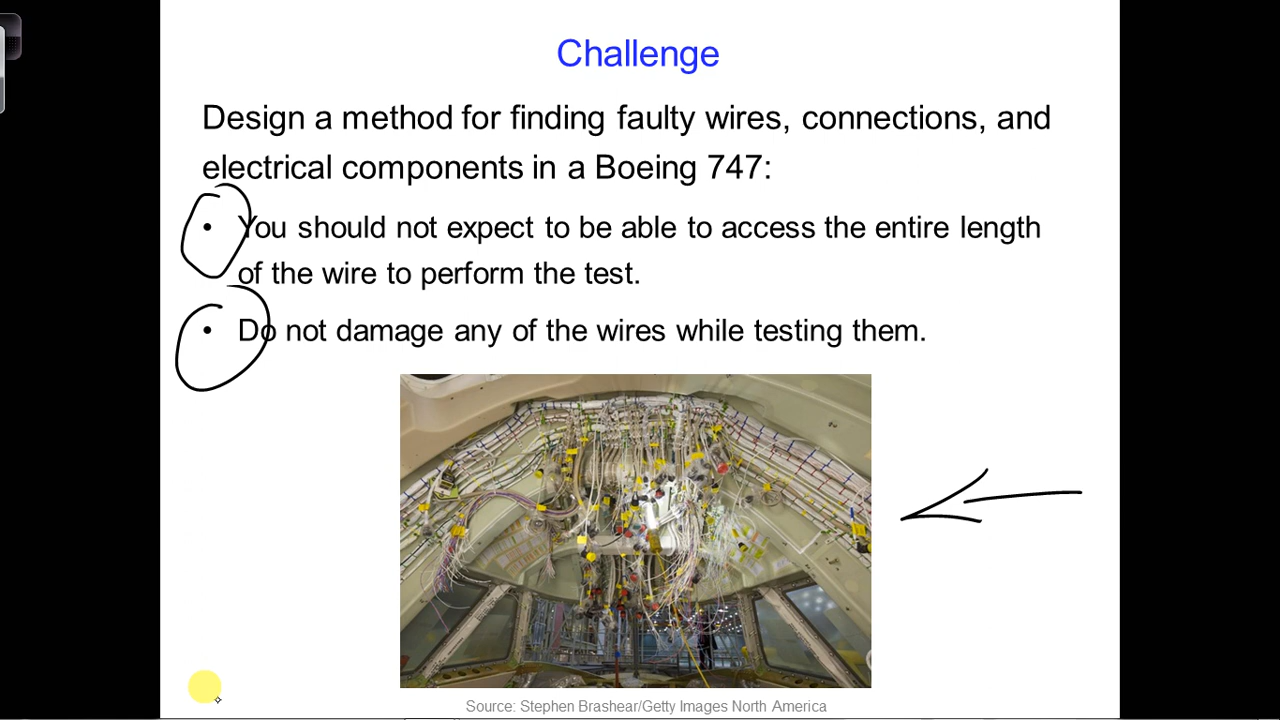 Challenge
Design a method for finding faulty wires, connections, and
electrical components in a Boeing 747:
• You should not expect to be able to access the entire length
of the wire to perform the test.
• Do not damage any of the wires while testing them.
Source: Stephen Brashear/Getty Images North America